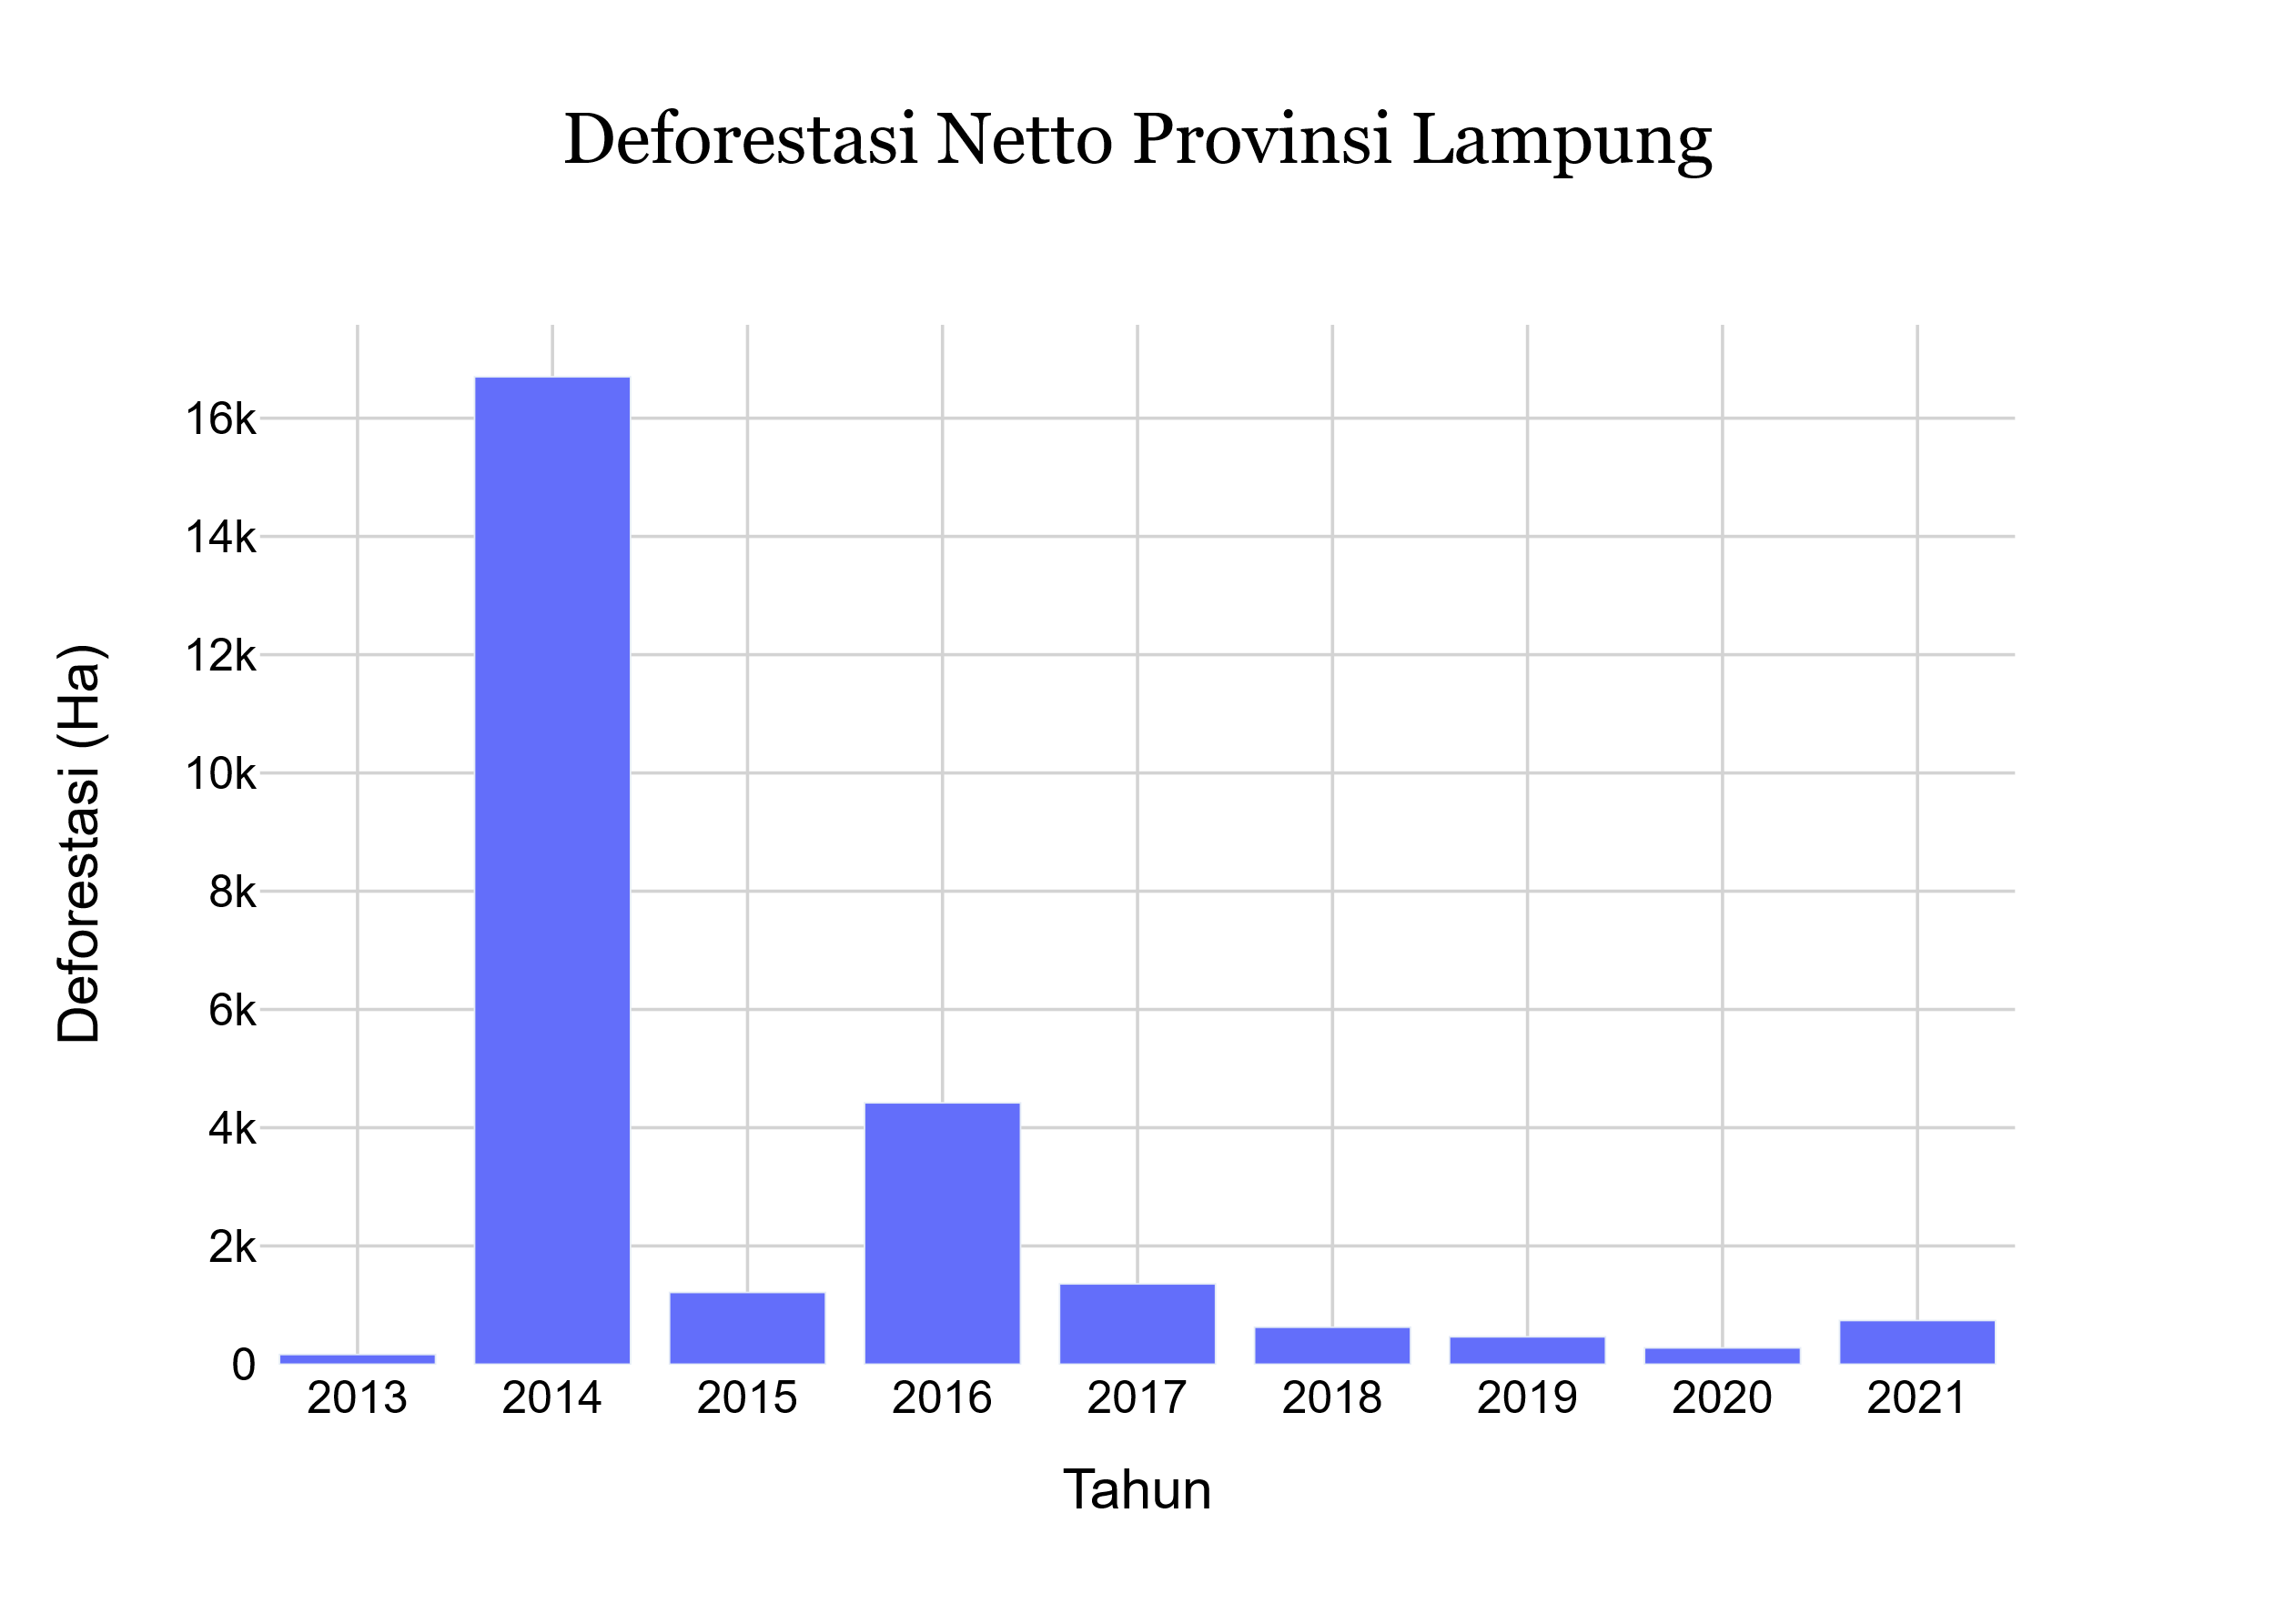 Deforestasi Netto Provinsi Lampung
Deforestasi (Ha)
16k
14k
12k
10k
8k
6k
4k
2k
0
2013 2014 2015 2016 2017 2018 2019 2020 2021
Tahun